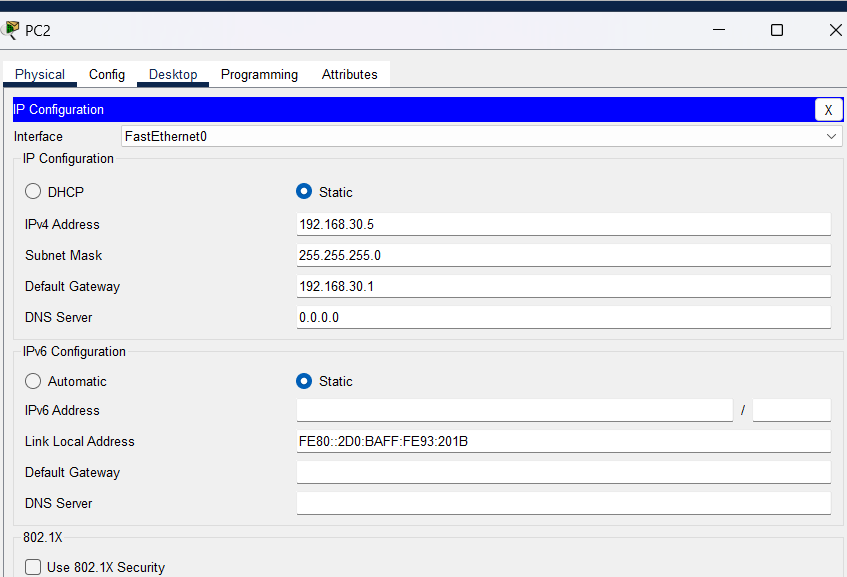 PC2
Physical Config Desktop Programming Attributes
IP Configuration X
Interface FastEthernet0
IP Configuration
DHCP Static
IPv4 Address 192.168.30.5
Subnet Mask 255.255.255.0
Default Gateway 192.168.30.1
DNS Server 0.0.0.0
IPv6 Configuration
Automatic Static
IPv6 Address /
Link Local Address FE80::2D0:BAFF:FE93:201B
Default Gateway
DNS Server
802.1X
Use 802.1X Security